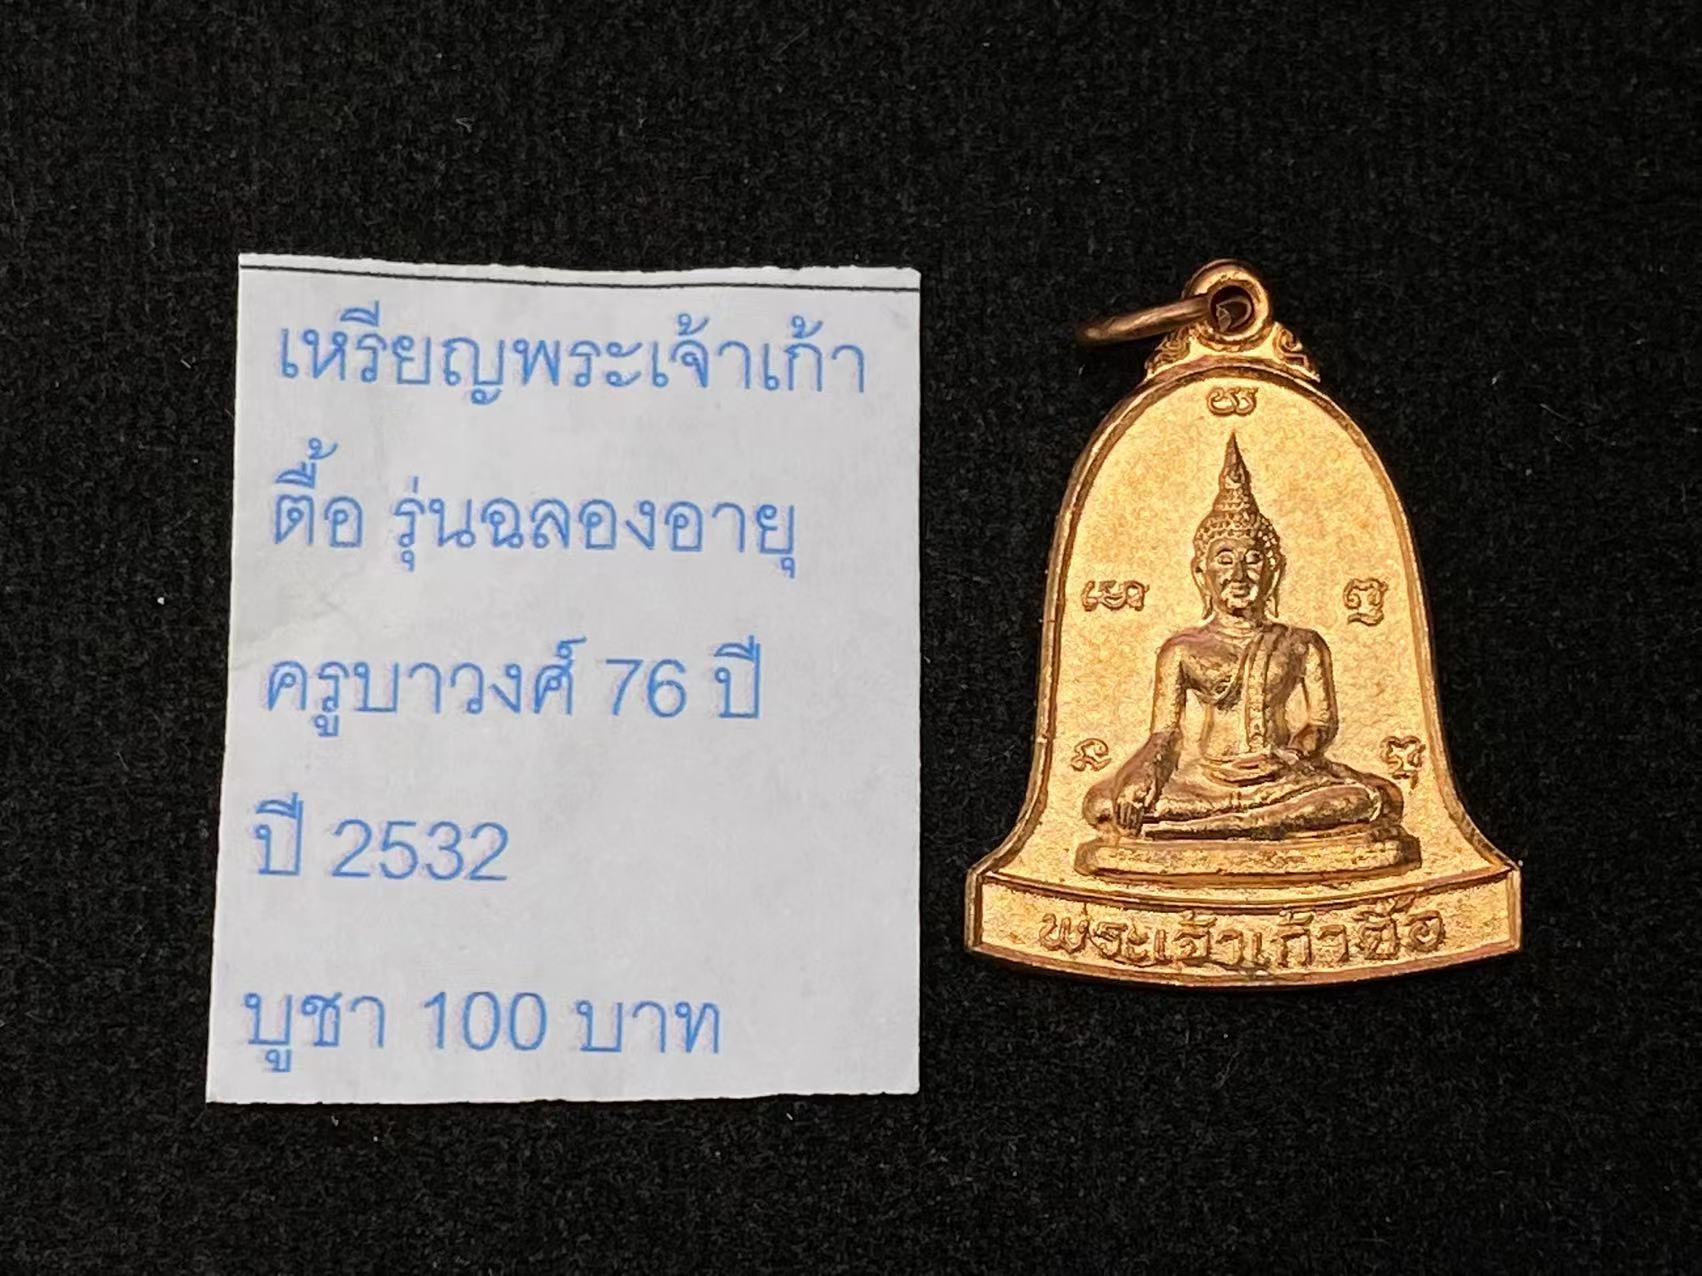 เหรียญพระเจ้าเก้า
ตื้อ รุ่นฉลองอายุ
ครูบาวงศ์ 76 ปี
ปี 2532
บูชา 100 บาท
พระเจ้าเก้าตื้อ